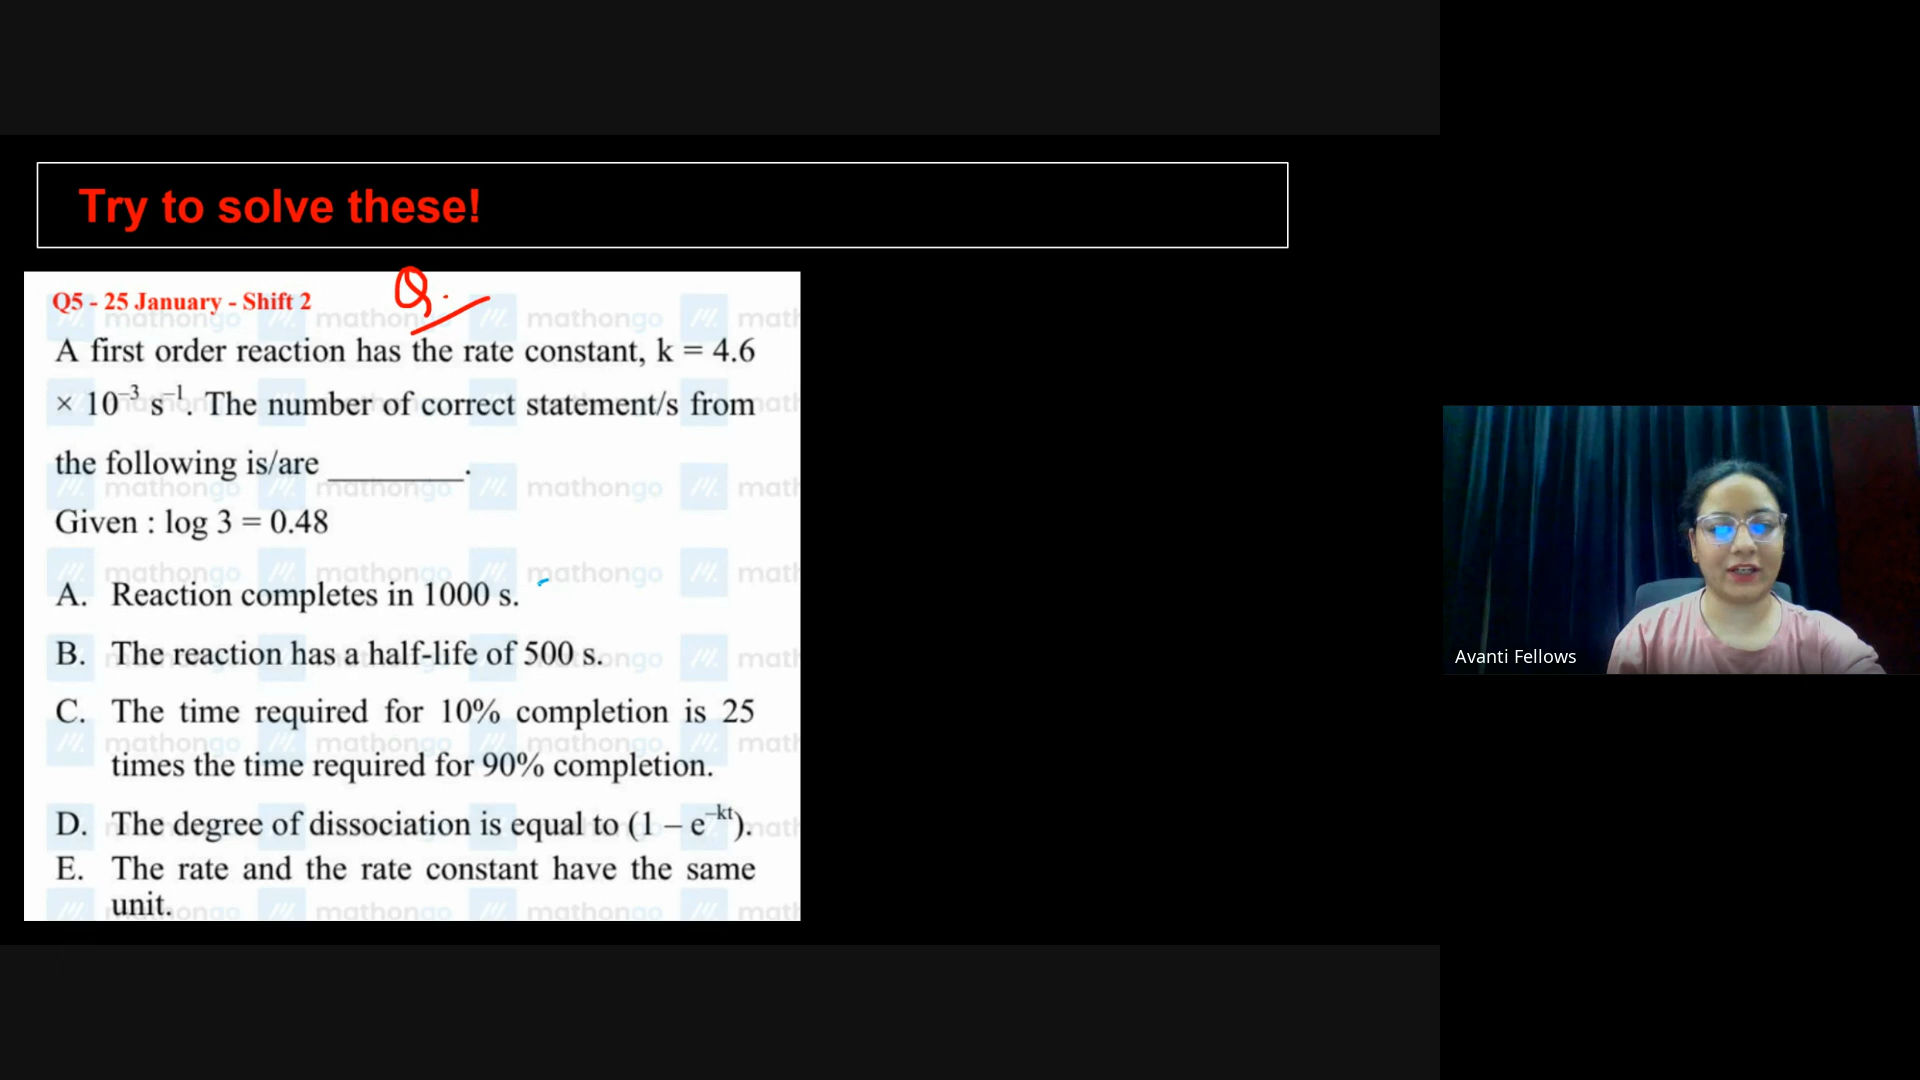 Try to solve these!
Q5 - 25 January - Shift 2
Q.
A first order reaction has the rate constant, k = 4.6
× 10⁻³ s⁻¹. The number of correct statement/s from
the following is/are ________.
Given : log 3 = 0.48
A. Reaction completes in 1000 s.
B. The reaction has a half-life of 500 s.
C. The time required for 10% completion is 25
times the time required for 90% completion.
D. The degree of dissociation is equal to (1 – e⁻ᵏᵗ).
E. The rate and the rate constant have the same
unit.
mathongo
Avanti Fellows